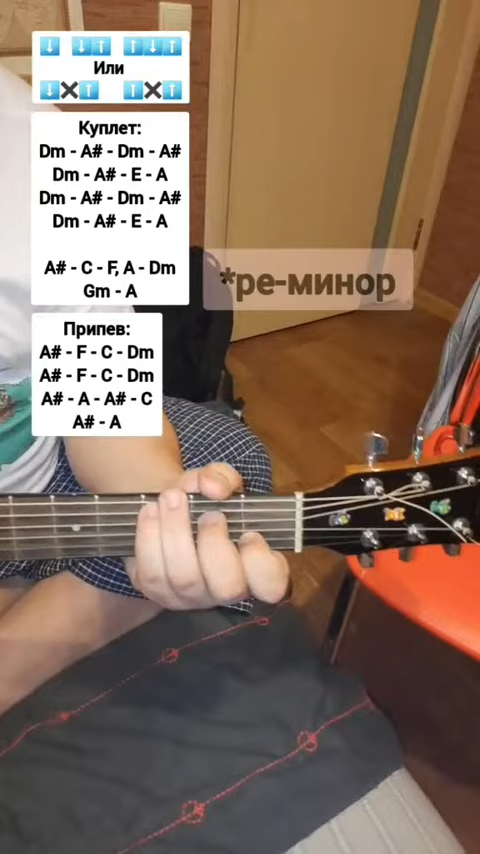 ⬇️ ⬇️⬆️ ⬆️⬇️⬆️
Или
⬇️❌⬆️ ⬆️❌⬆️
Куплет:
Dm - A# - Dm - A#
Dm - A# - E - A
Dm - A# - Dm - A#
Dm - A# - E - A
A# - C - F, A - Dm
Gm - A
*ре-минор
Припев:
A# - F - C - Dm
A# - F - C - Dm
A# - A - A# - C
A# - A